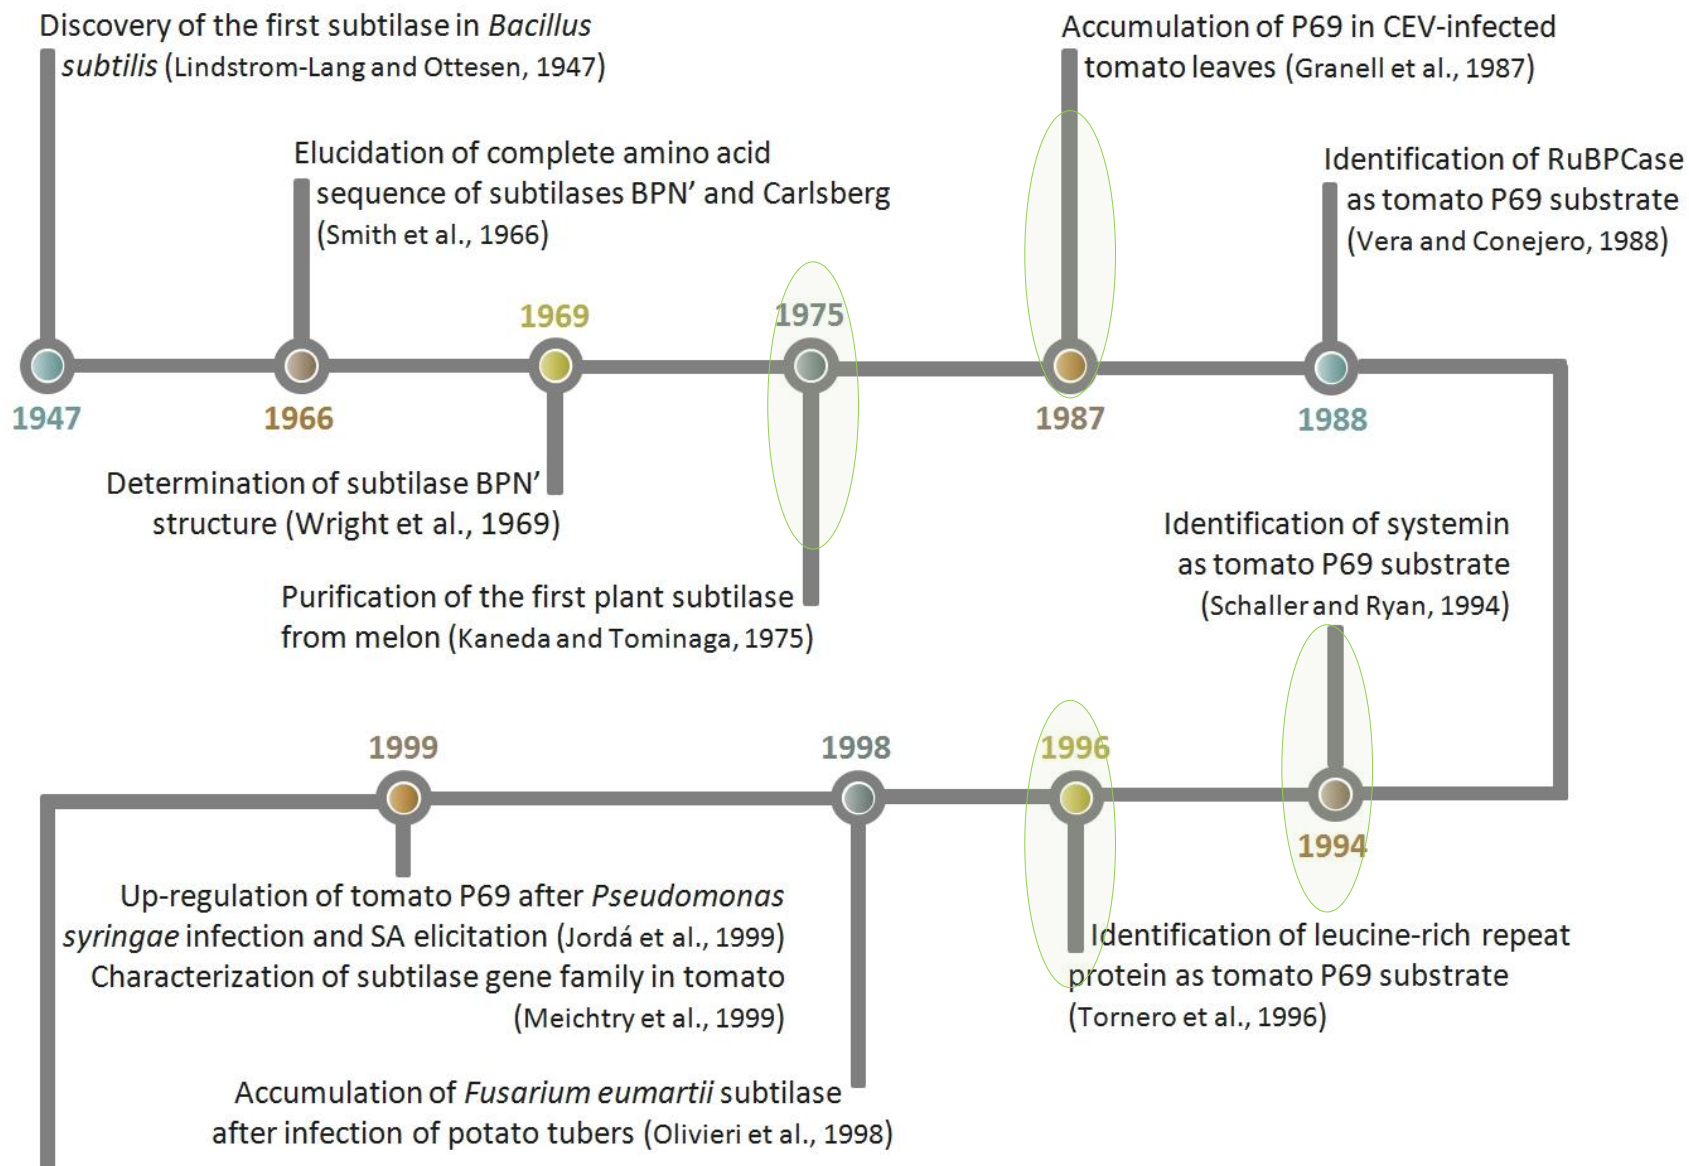 Discovery of the first subtilase in Bacillus
subtilis (Lindstrom-Lang and Ottesen, 1947)
Accumulation of P69 in CEV-infected
tomato leaves (Granell et al., 1987)
Elucidation of complete amino acid
sequence of subtilases BPN’ and Carlsberg
(Smith et al., 1966)
Identification of RuBPCase
as tomato P69 substrate
(Vera and Conejero, 1988)
1969
1975
1947
1966
1987
1988
Determination of subtilase BPN’
structure (Wright et al., 1969)
Purification of the first plant subtilase
from melon (Kaneda and Tominaga, 1975)
Identification of systemin
as tomato P69 substrate
(Schaller and Ryan, 1994)
1999
1998
1996
1994
Up-regulation of tomato P69 after Pseudomonas
syringae infection and SA elicitation (Jordá et al., 1999)
Characterization of subtilase gene family in tomato
(Meichtry et al., 1999)
Identification of leucine-rich repeat
protein as tomato P69 substrate
(Tornero et al., 1996)
Accumulation of Fusarium eumartii subtilase
after infection of potato tubers (Olivieri et al., 1998)